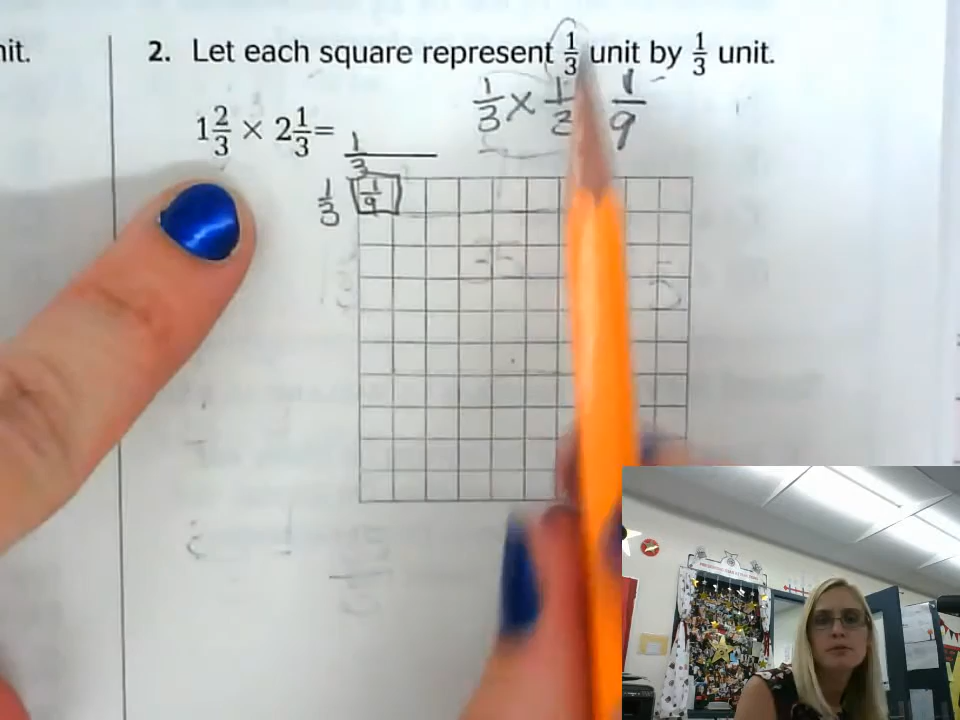 nit.
2. Let each square represent 1/3 unit by 1/3 unit.
1/3 × 1/3 1/9
1 2/3 × 2 1/3 =
1/3
1/3 1/9